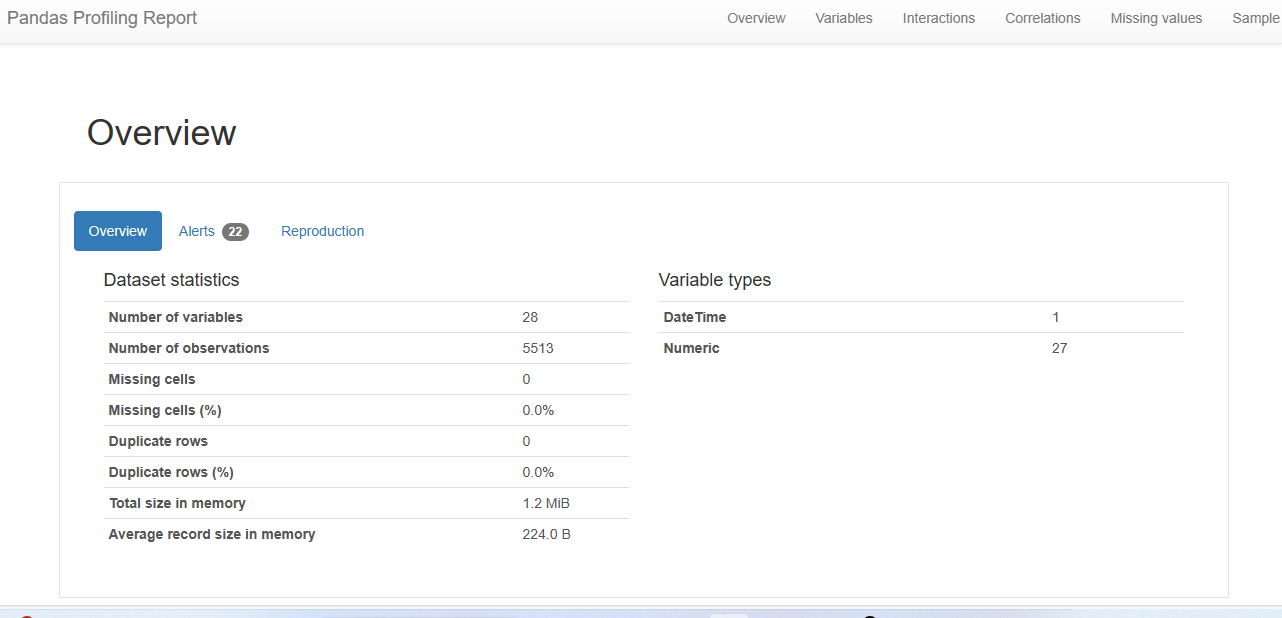 Pandas Profiling Report Overview Variables Interactions Correlations Missing values Sample
Overview
Overview Alerts 22 Reproduction
Dataset statistics
Number of variables 28
Number of observations 5513
Missing cells 0
Missing cells (%) 0.0%
Duplicate rows 0
Duplicate rows (%) 0.0%
Total size in memory 1.2 MiB
Average record size in memory 224.0 B
Variable types
DateTime 1
Numeric 27